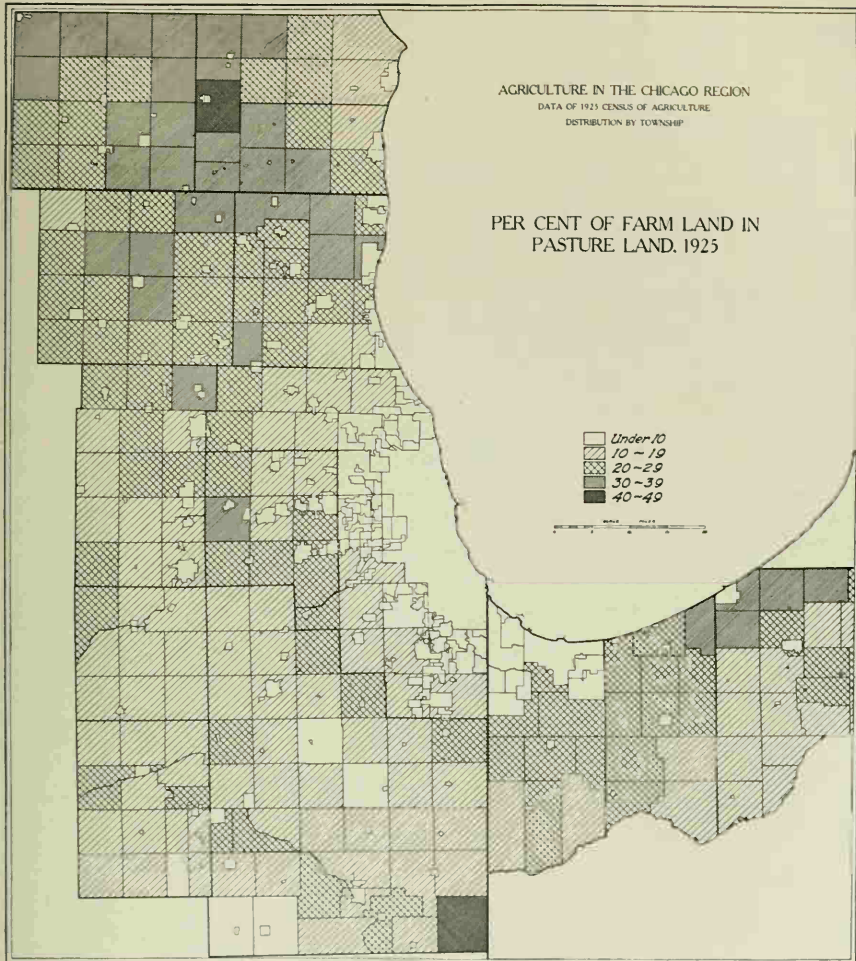 AGRICULTURE IN THE CHICAGO REGION
DATA OF 1925 CENSUS OF AGRICULTURE
DISTRIBUTION BY TOWNSHIP
PER CENT OF FARM LAND IN
PASTURE LAND, 1925
Under 10
10 ~ 19
20 ~ 29
30 ~ 39
40 ~ 49